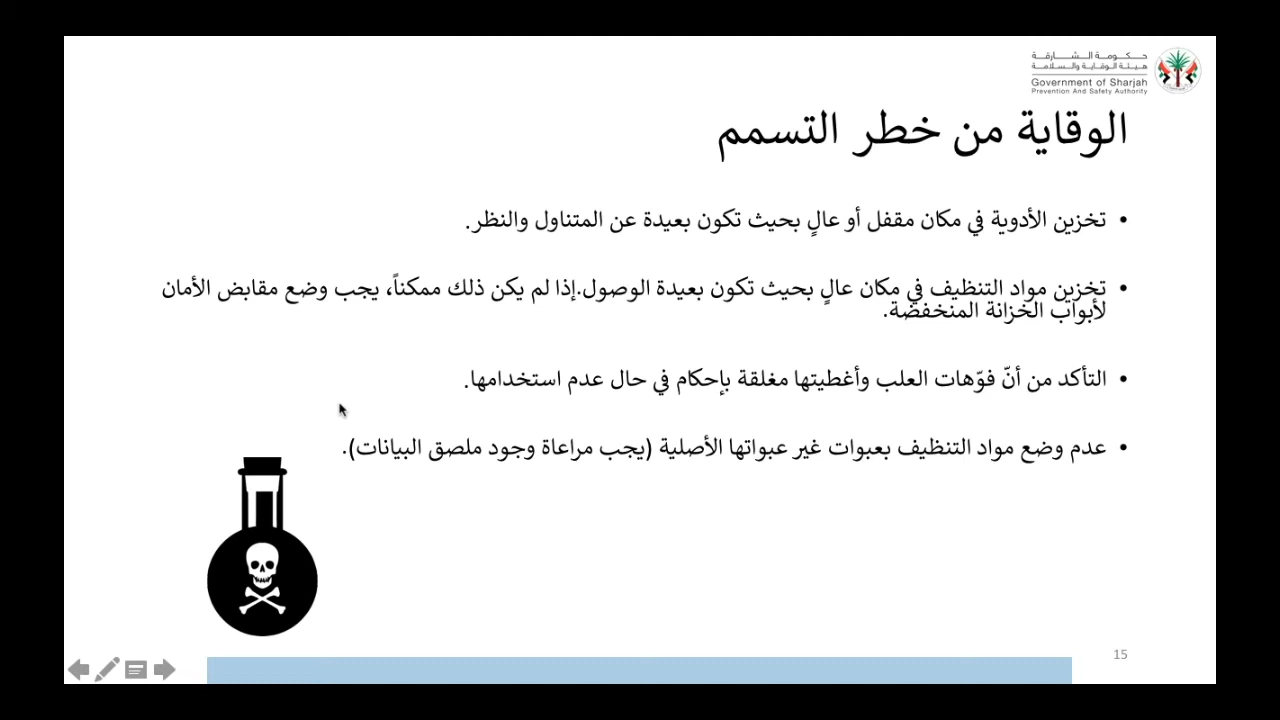 حكومة الشارقة
هيئة الوقاية والسلامة
Government of Sharjah
Prevention And Safety Authority
الوقاية من خطر التسمم
• تخزين الأدوية في مكان مقفل أو عالٍ بحيث تكون بعيدة عن المتناول والنظر.
• تخزين مواد التنظيف في مكان عالٍ بحيث تكون بعيدة الوصول.إذا لم يكن ذلك ممكناً، يجب وضع مقابض الأمان
لأبواب الخزانة المنخفضة.
• التأكد من أنّ فوّهات العلب وأغطيتها مغلقة بإحكام في حال عدم استخدامها.
• عدم وضع مواد التنظيف بعبوات غير عبواتها الأصلية (يجب مراعاة وجود ملصق البيانات).
15